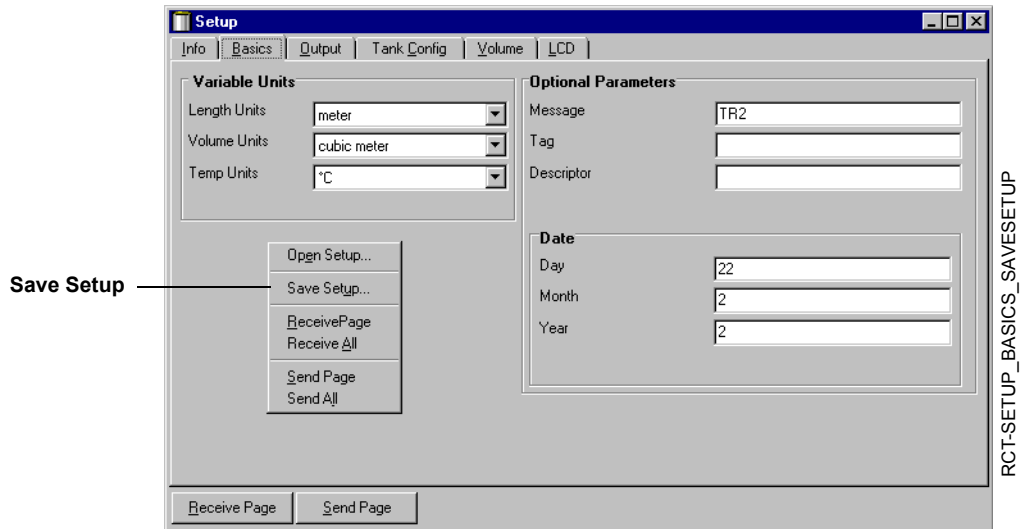 Setup
Info Basics Output Tank Config Volume LCD
Variable Units
Length Units meter
Volume Units cubic meter
Temp Units °C
Optional Parameters
Message TR2
Tag
Descriptor
Date
Day 22
Month 2
Year 2
Save Setup
Open Setup...
Save Setup...
ReceivePage
Receive All
Send Page
Send All
Receive Page Send Page
RCT-SETUP_BASICS_SAVESETUP